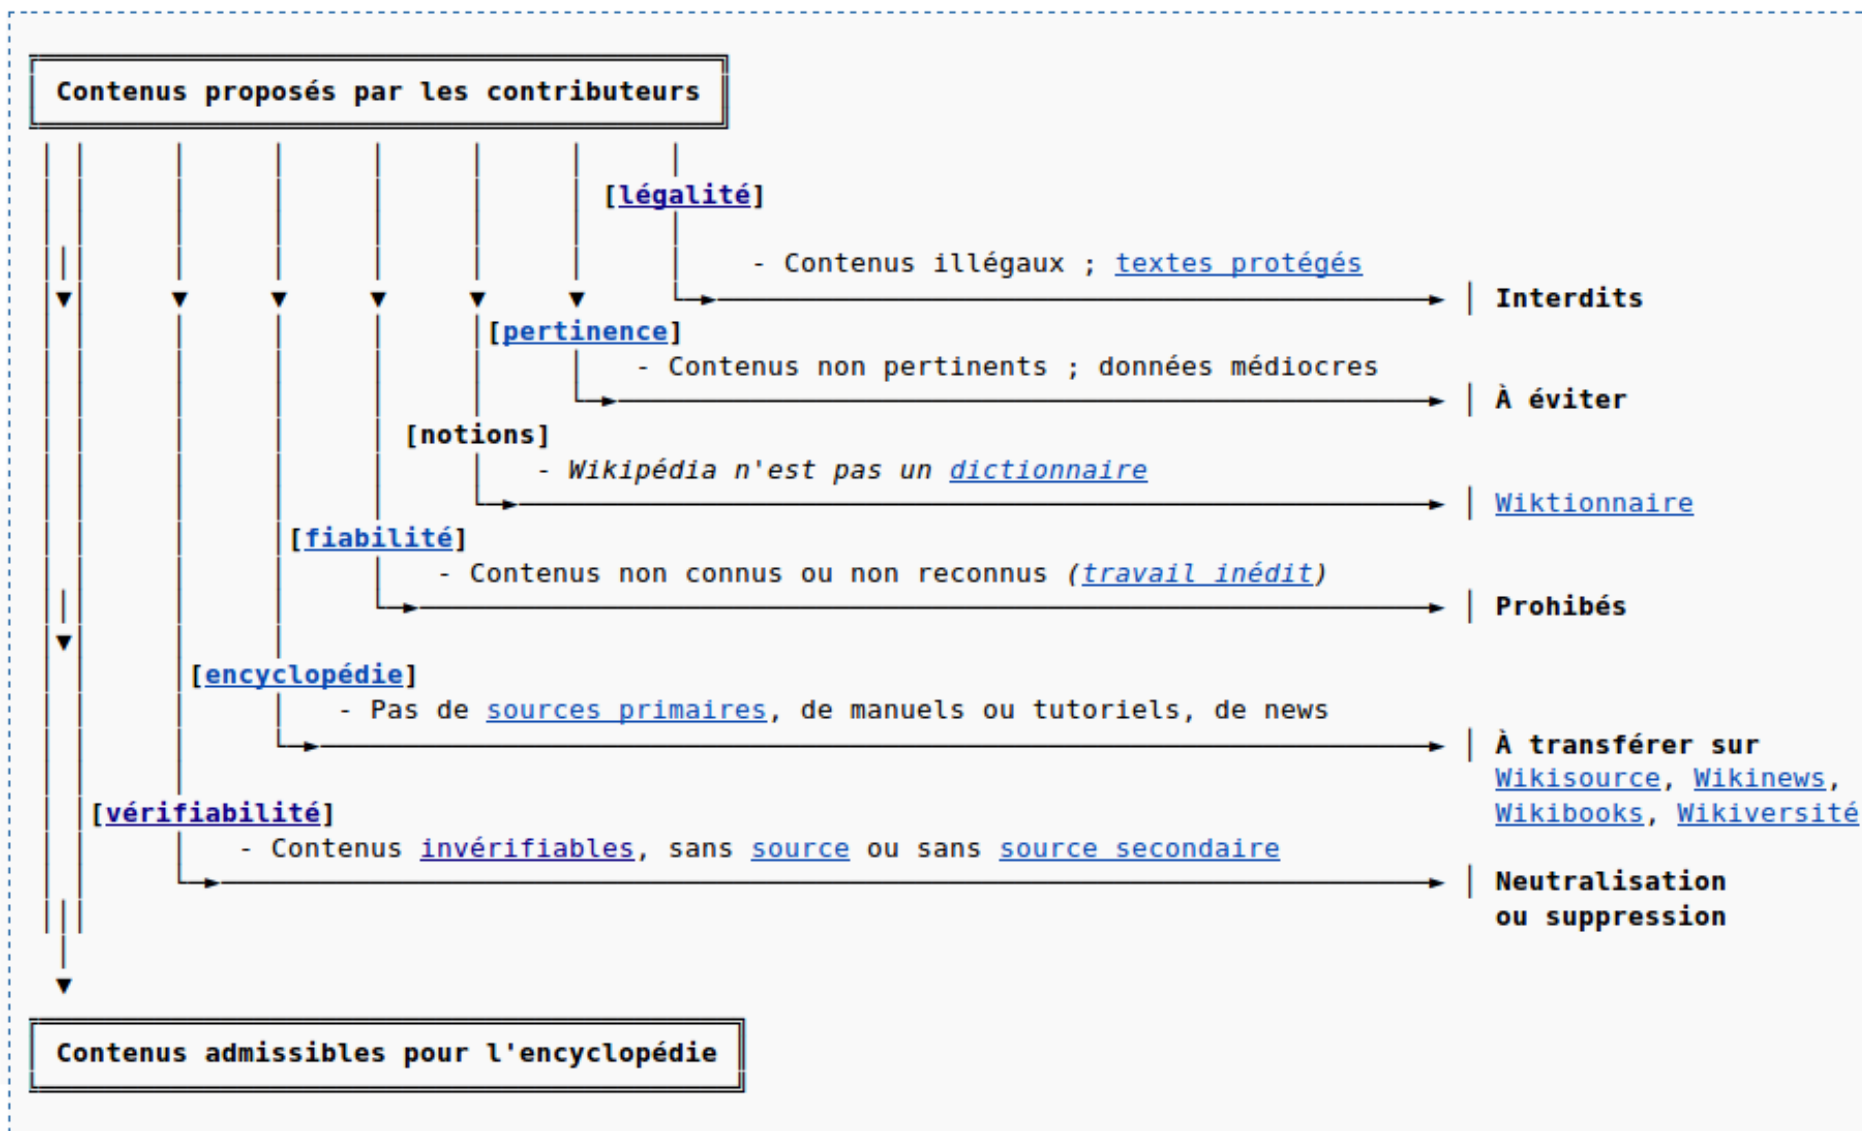 Contenus proposés par les contributeurs
[légalité]
- Contenus illégaux ; textes protégés
Interdits
[pertinence]
- Contenus non pertinents ; données médiocres
À éviter
[notions]
- Wikipédia n'est pas un dictionnaire
Wiktionnaire
[fiabilité]
- Contenus non connus ou non reconnus (travail inédit)
Prohibés
[encyclopédie]
- Pas de sources primaires, de manuels ou tutoriels, de news
À transférer sur
Wikisource, Wikinews,
[vérifiabilité]
Wikibooks, Wikiversité
- Contenus invérifiables, sans source ou sans source secondaire
Neutralisation
ou suppression
Contenus admissibles pour l'encyclopédie